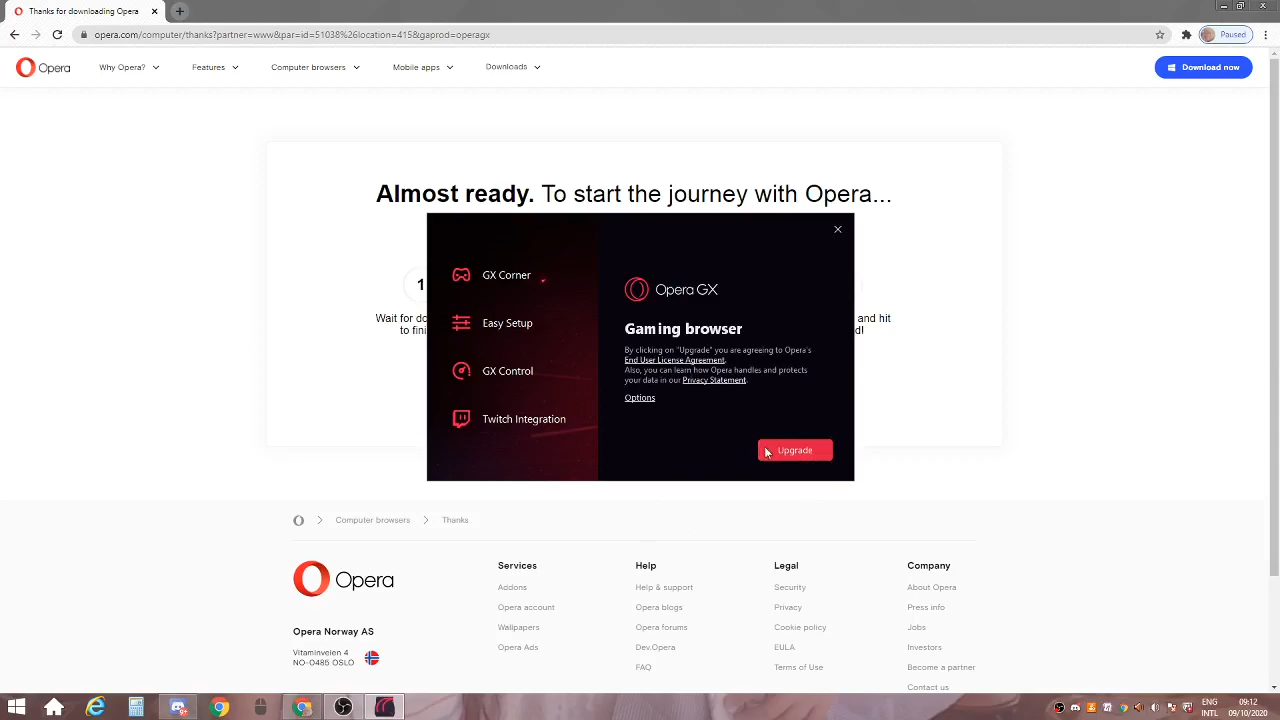 Thanks for downloading Opera
opera.com/computer/thanks?partner=www&par=id=51038%26location=415&gaprod=operagx
Paused
Opera
Why Opera?
Features
Computer browsers
Mobile apps
Downloads
Download now
Almost ready. To start the journey with Opera...
1
Wait for do
to fini
and hit
d!
GX Corner
Easy Setup
GX Control
Twitch Integration
Opera GX
Gaming browser
By clicking on "Upgrade" you are agreeing to Opera's
End User License Agreement.
Also, you can learn how Opera handles and protects
your data in our Privacy Statement.
Options
Upgrade
Computer browsers
Thanks
Opera
Opera Norway AS
Vitaminveien 4
NO-0485 OSLO
Services
Addons
Opera account
Wallpapers
Opera Ads
Help
Help & support
Opera blogs
Opera forums
Dev.Opera
FAQ
Legal
Security
Privacy
Cookie policy
EULA
Terms of Use
Company
About Opera
Press info
Jobs
Investors
Become a partner
Contact us
ENG
INTL
09:12
09/10/2020